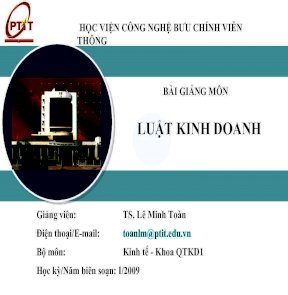 PTIT
HỌC VIỆN CÔNG NGHỆ BƯU CHÍNH VIỄN
THÔNG
BÀI GIẢNG MÔN
LUẬT KINH DOANH
Giảng viên: TS. Lê Minh Toàn
Điện thoại/E-mail: toanlm@ptit.edu.vn
Bộ môn: Kinh tế - Khoa QTKD1
Học kỳ/Năm biên soạn: I/2009